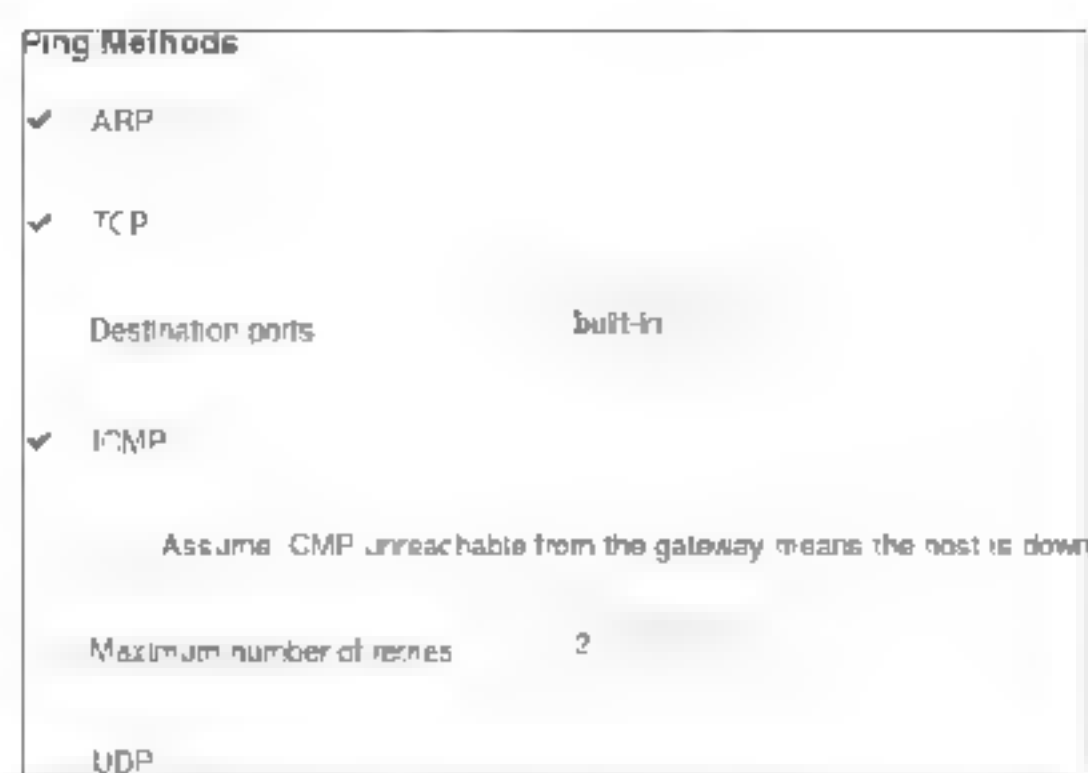 Ping Methods
ARP
TCP
Destination ports built-in
ICMP
Assume ICMP unreachable from the gateway means the host is down
Maximum number of retries 2
UDP